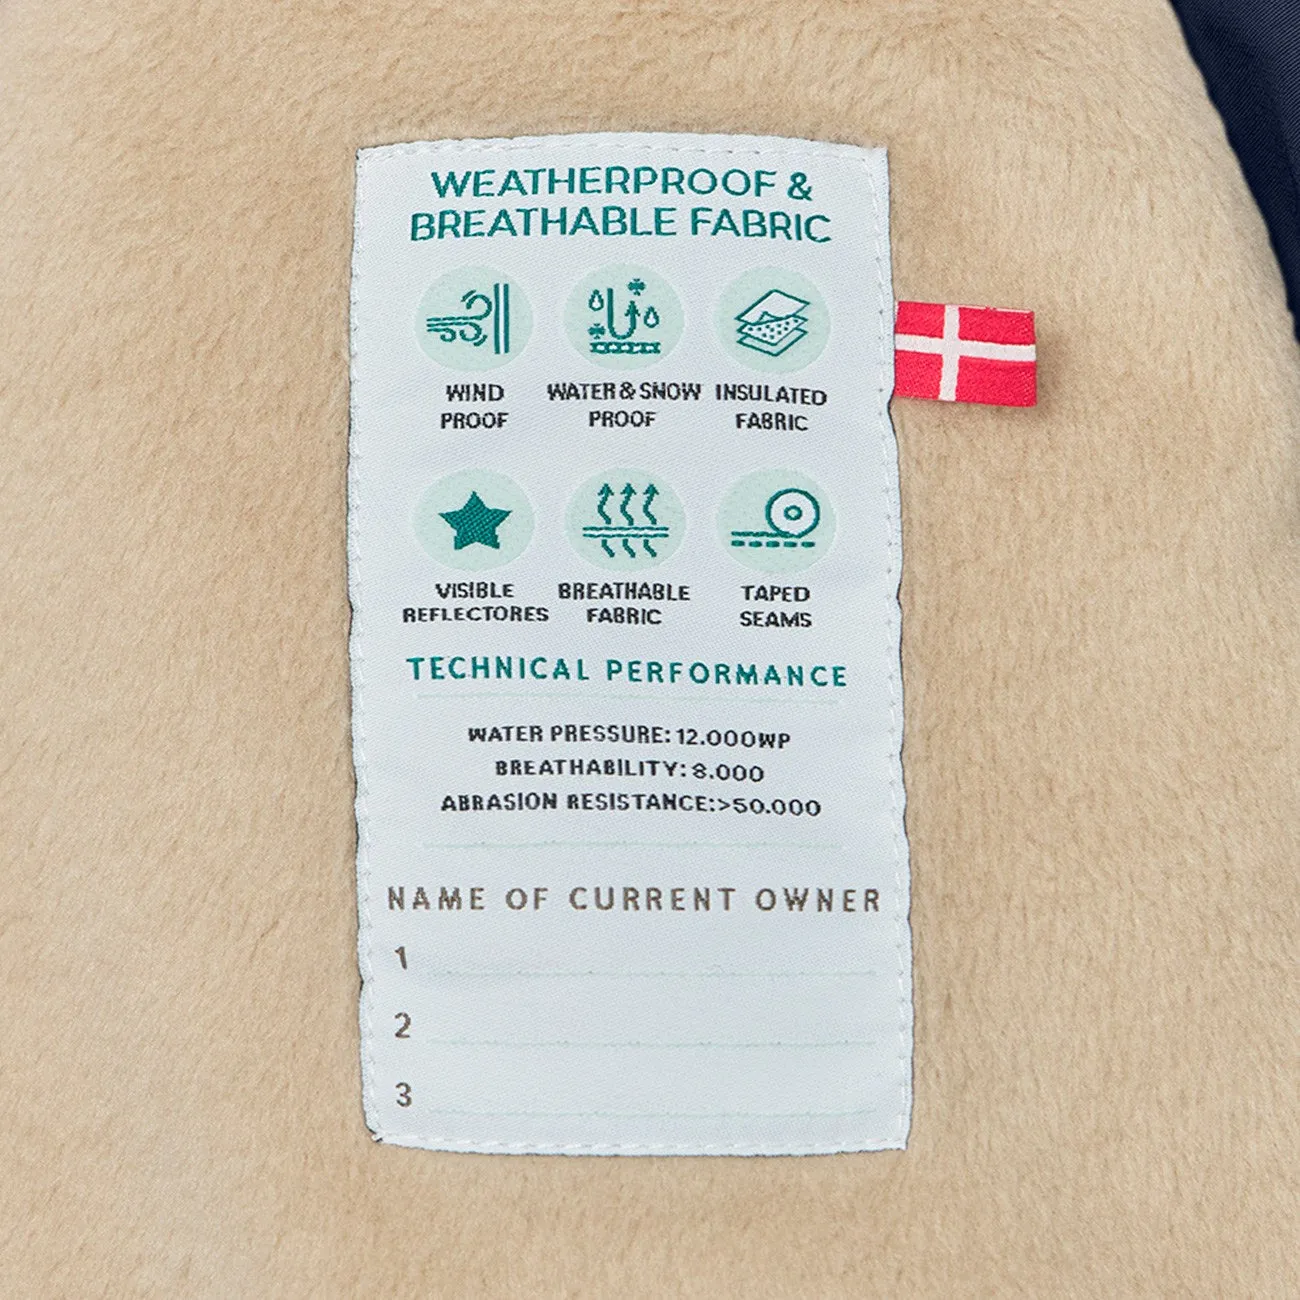 WEATHERPROOF &
BREATHABLE FABRIC
WIND
PROOF
WATER & SNOW
PROOF
INSULATED
FABRIC
VISIBLE
REFLECTORES
BREATHABLE
FABRIC
TAPED
SEAMS
TECHNICAL PERFORMANCE
WATER PRESSURE: 12.000WP
BREATHABILITY: 8.000
ABRASION RESISTANCE:>50.000
NAME OF CURRENT OWNER
1
2
3